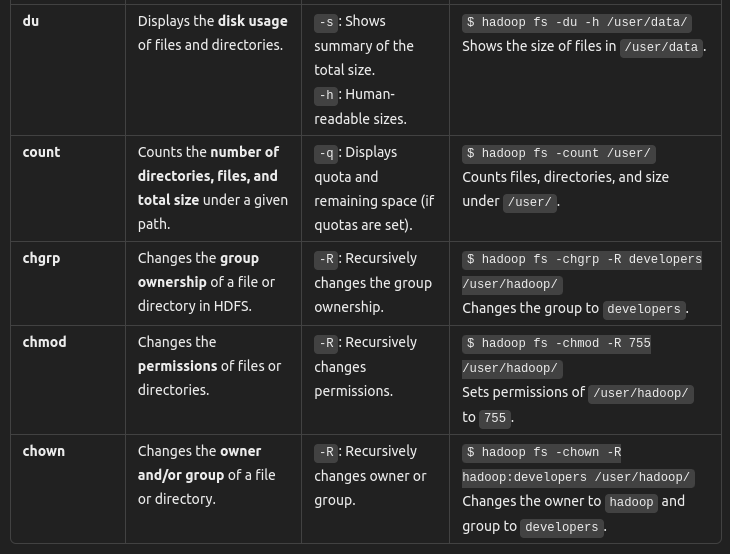 du
Displays the disk usage
of files and directories.
-s: Shows
summary of the
total size.
-h: Human-
readable sizes.
$ hadoop fs -du -h /user/data/
Shows the size of files in /user/data.
count
Counts the number of
directories, files, and
total size under a given
path.
-q: Displays
quota and
remaining space (if
quotas are set).
$ hadoop fs -count /user/
Counts files, directories, and size
under /user/.
chgrp
Changes the group
ownership of a file or
directory in HDFS.
-R: Recursively
changes the group
ownership.
$ hadoop fs -chgrp -R developers
/user/hadoop/
Changes the group to developers.
chmod
Changes the
permissions of files or
directories.
-R: Recursively
changes
permissions.
$ hadoop fs -chmod -R 755
/user/hadoop/
Sets permissions of /user/hadoop/
to 755.
chown
Changes the owner
and/or group of a file
or directory.
-R: Recursively
changes owner or
group.
$ hadoop fs -chown -R
hadoop:developers /user/hadoop/
Changes the owner to hadoop and
group to developers.